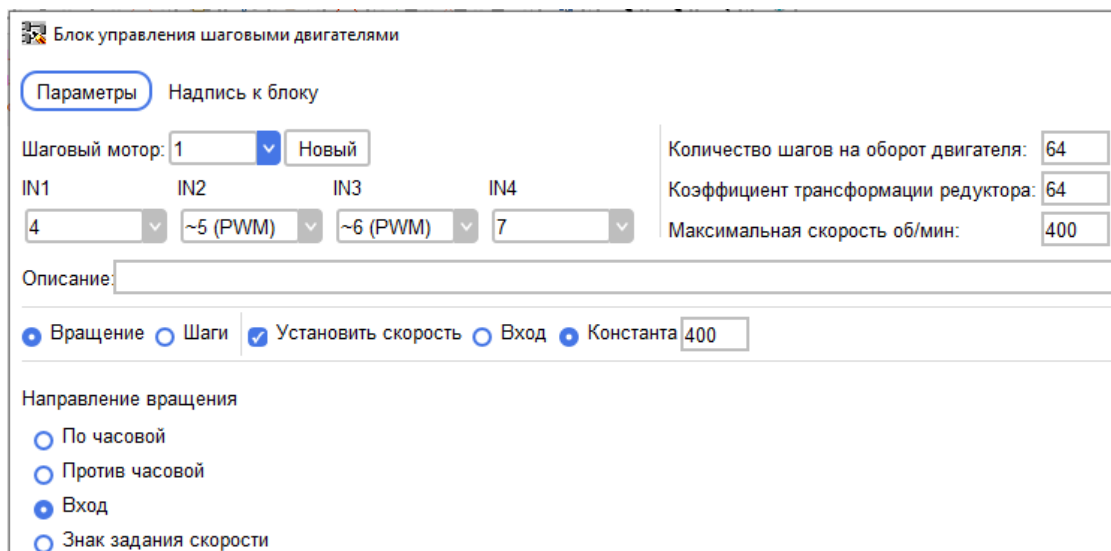 Блок управления шаговыми двигателями
Параметры Надпись к блоку
Шаговый мотор: 1 Новый
Количество шагов на оборот двигателя: 64
IN1 IN2 IN3 IN4
Коэффициент трансформации редуктора: 64
4 ~5 (PWM) ~6 (PWM) 7
Максимальная скорость об/мин: 400
Описание:
Вращение Шаги Установить скорость Вход Константа 400
Направление вращения
По часовой
Против часовой
Вход
Знак задания скорости